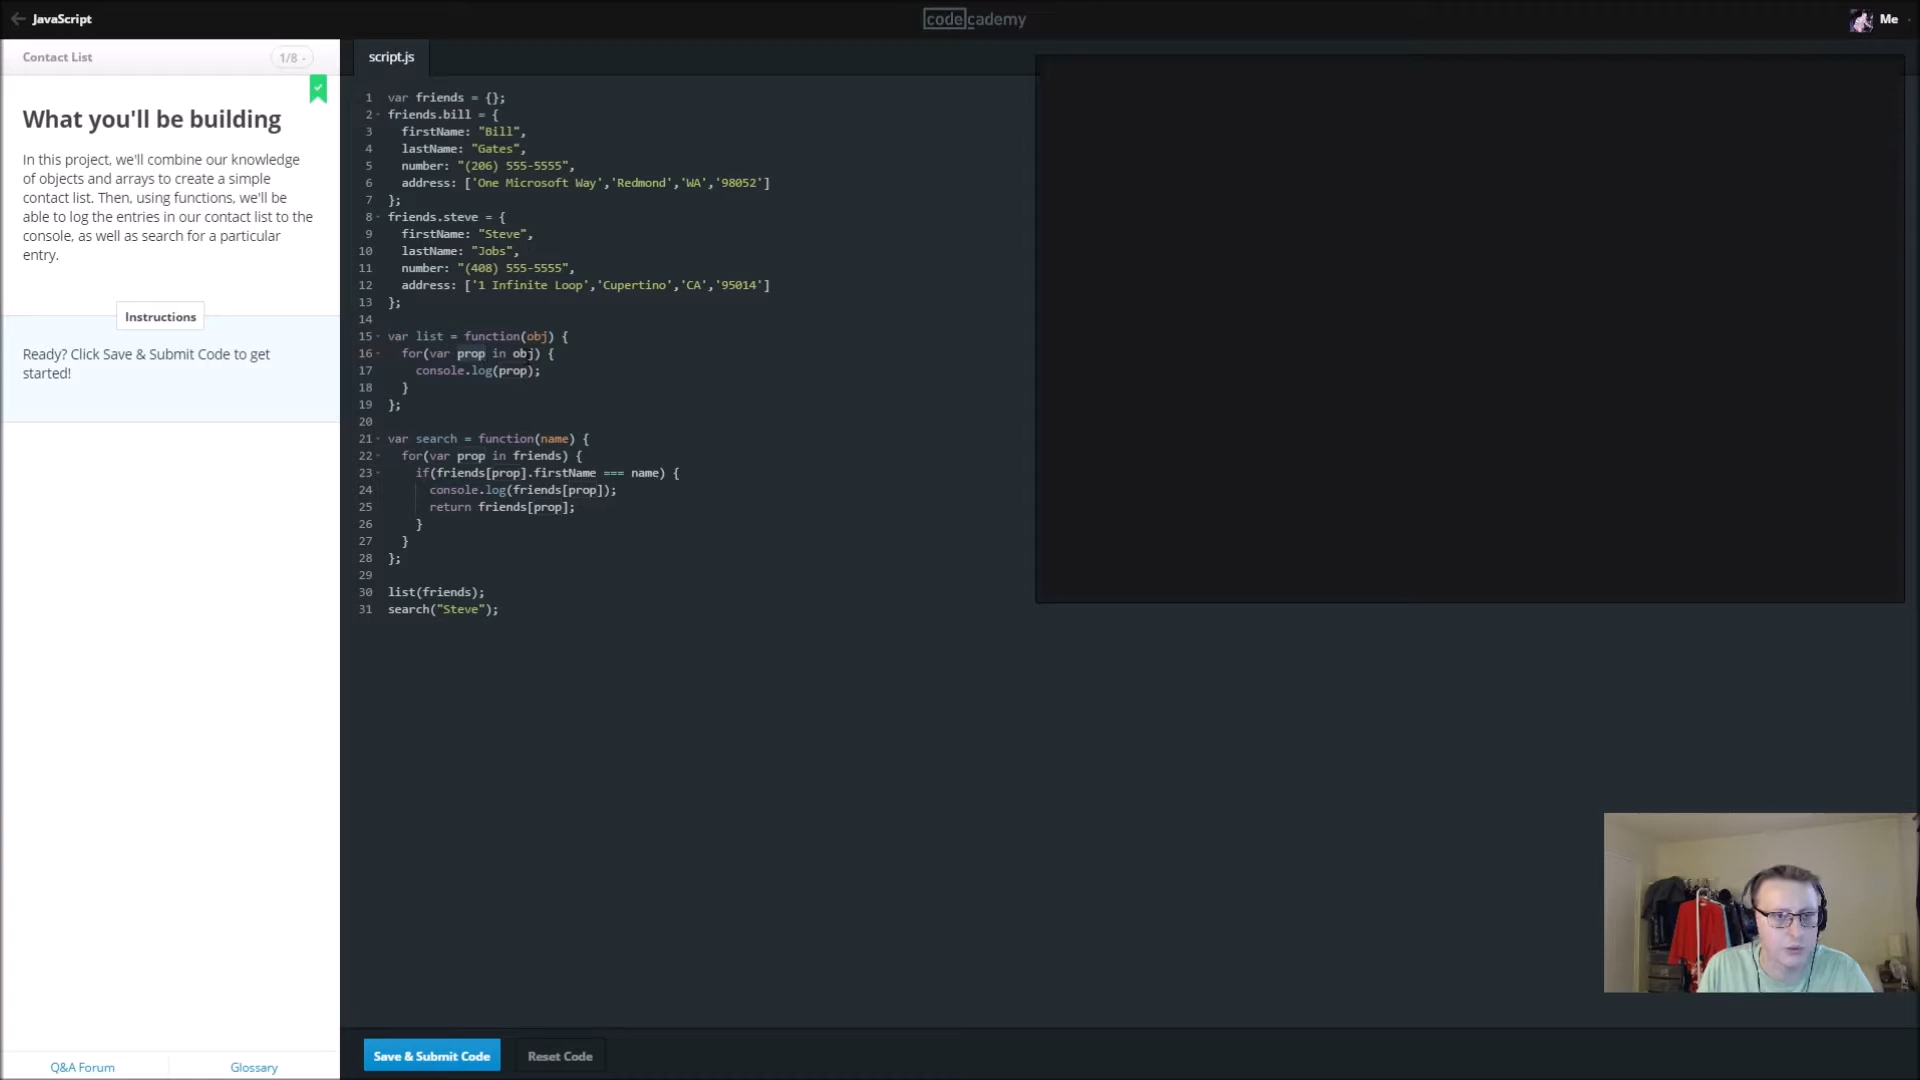 JavaScript
codecademy
Me
Contact List
1/8
What you'll be building
In this project, we'll combine our knowledge
of objects and arrays to create a simple
contact list. Then, using functions, we'll be
able to log the entries in our contact list to the
console, as well as search for a particular
entry.
Instructions
Ready? Click Save & Submit Code to get
started!
Q&A Forum
Glossary
script.js
1 var friends = {};
2 friends.bill = {
3 firstName: "Bill",
4 lastName: "Gates",
5 number: "(206) 555-5555",
6 address: ['One Microsoft Way','Redmond','WA','98052']
7 };
8 friends.steve = {
9 firstName: "Steve",
10 lastName: "Jobs",
11 number: "(408) 555-5555",
12 address: ['1 Infinite Loop','Cupertino','CA','95014']
13 };
14
15 var list = function(obj) {
16 for(var prop in obj) {
17 console.log(prop);
18 }
19 };
20
21 var search = function(name) {
22 for(var prop in friends) {
23 if(friends[prop].firstName === name) {
24 console.log(friends[prop]);
25 return friends[prop];
26 }
27 }
28 };
29
30 list(friends);
31 search("Steve");
Save & Submit Code
Reset Code